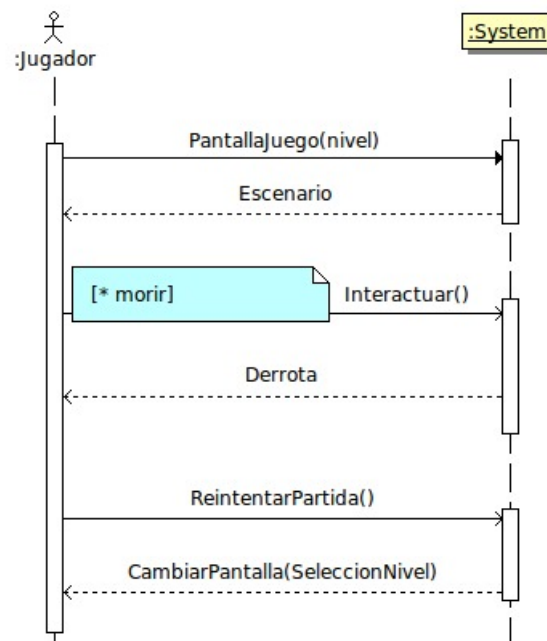 :Jugador
:System
PantallaJuego(nivel)
Escenario
[* morir]
Interactuar()
Derrota
ReintentarPartida()
CambiarPantalla(SeleccionNivel)